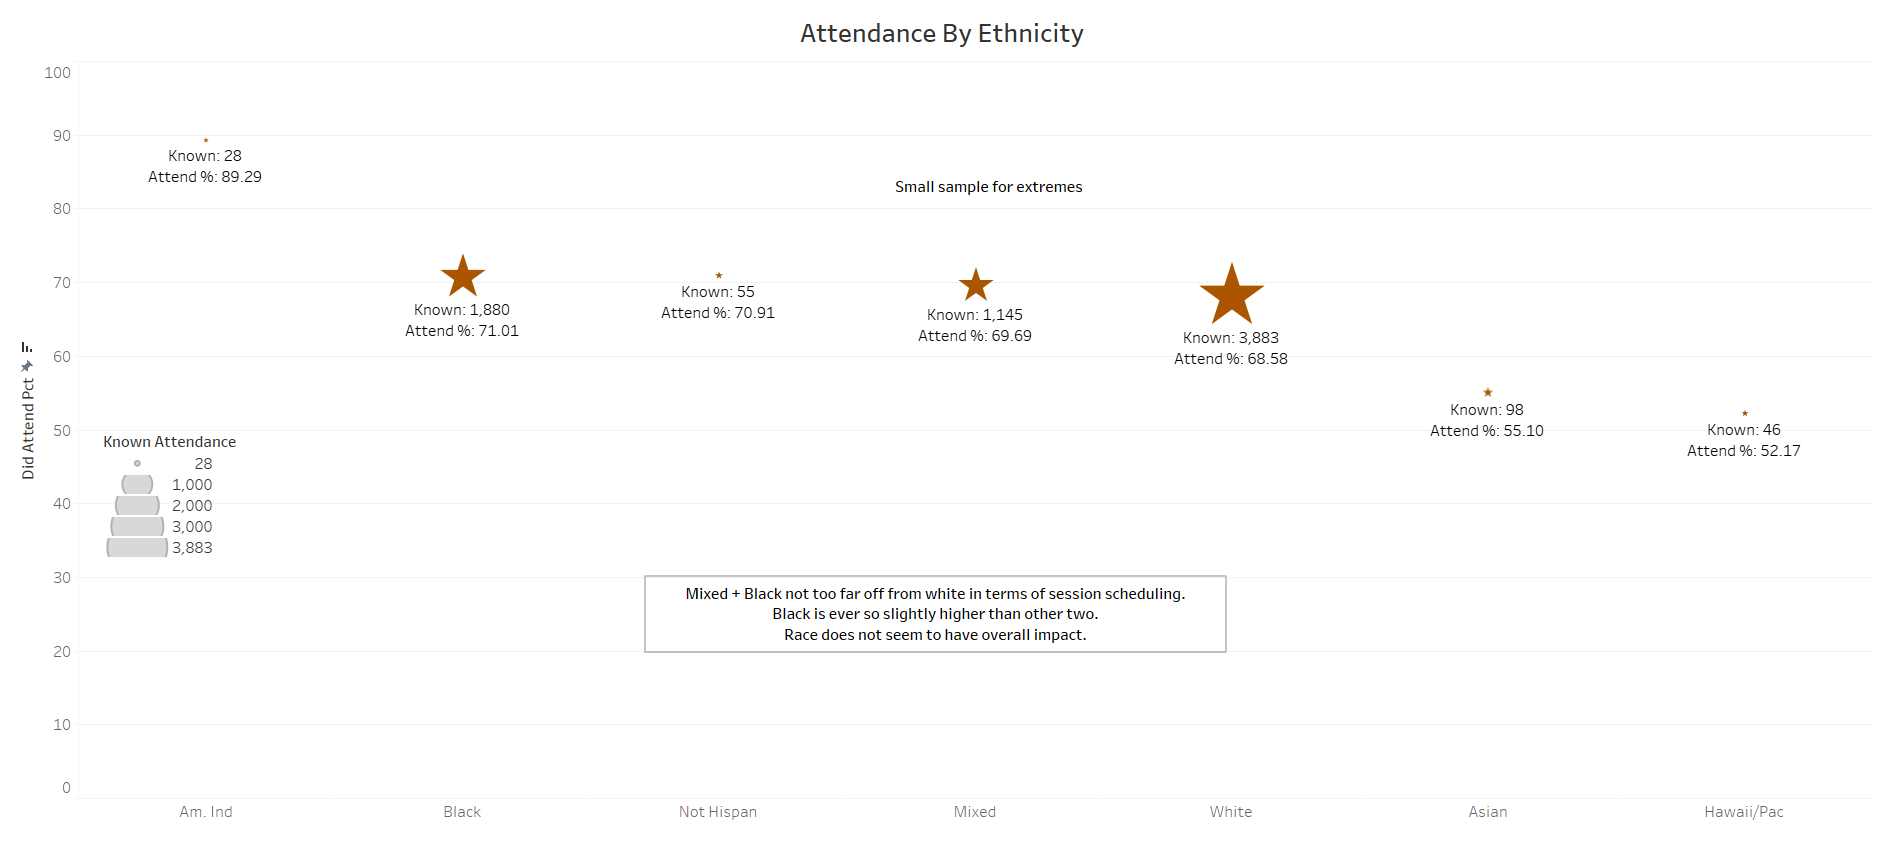 Attendance By Ethnicity
100
90
80
70
60
50
40
30
20
10
0
Did Attend Pct
Known: 28
Attend %: 89.29
Small sample for extremes
Known: 1,880
Attend %: 71.01
Known: 55
Attend %: 70.91
Known: 1,145
Attend %: 69.69
Known: 3,883
Attend %: 68.58
Known: 98
Attend %: 55.10
Known: 46
Attend %: 52.17
Known Attendance
28
1,000
2,000
3,000
3,883
Mixed + Black not too far off from white in terms of session scheduling.
Black is ever so slightly higher than other two.
Race does not seem to have overall impact.
Am. Ind
Black
Not Hispan
Mixed
White
Asian
Hawaii/Pac